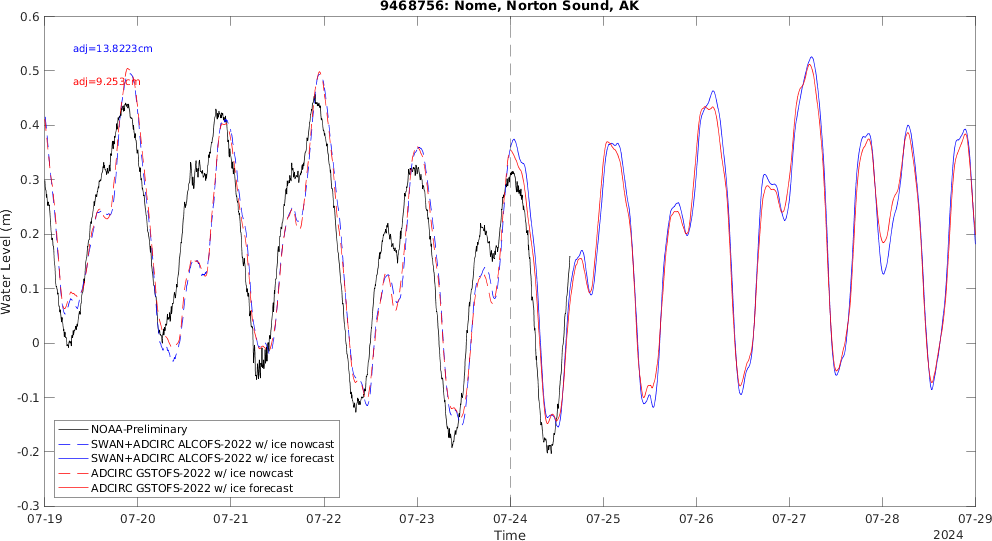 9468756: Nome, Norton Sound, AK
0.6
0.5
0.4
0.3
0.2
0.1
0
-0.1
-0.2
-0.3
Water Level (m)
adj=13.8223cm
adj=9.253cm
NOAA-Preliminary
SWAN+ADCIRC ALCOFS-2022 w/ ice nowcast
SWAN+ADCIRC ALCOFS-2022 w/ ice forecast
ADCIRC GSTOFS-2022 w/ ice nowcast
ADCIRC GSTOFS-2022 w/ ice forecast
07-19 07-20 07-21 07-22 07-23 07-24 07-25 07-26 07-27 07-28 07-29
Time
2024